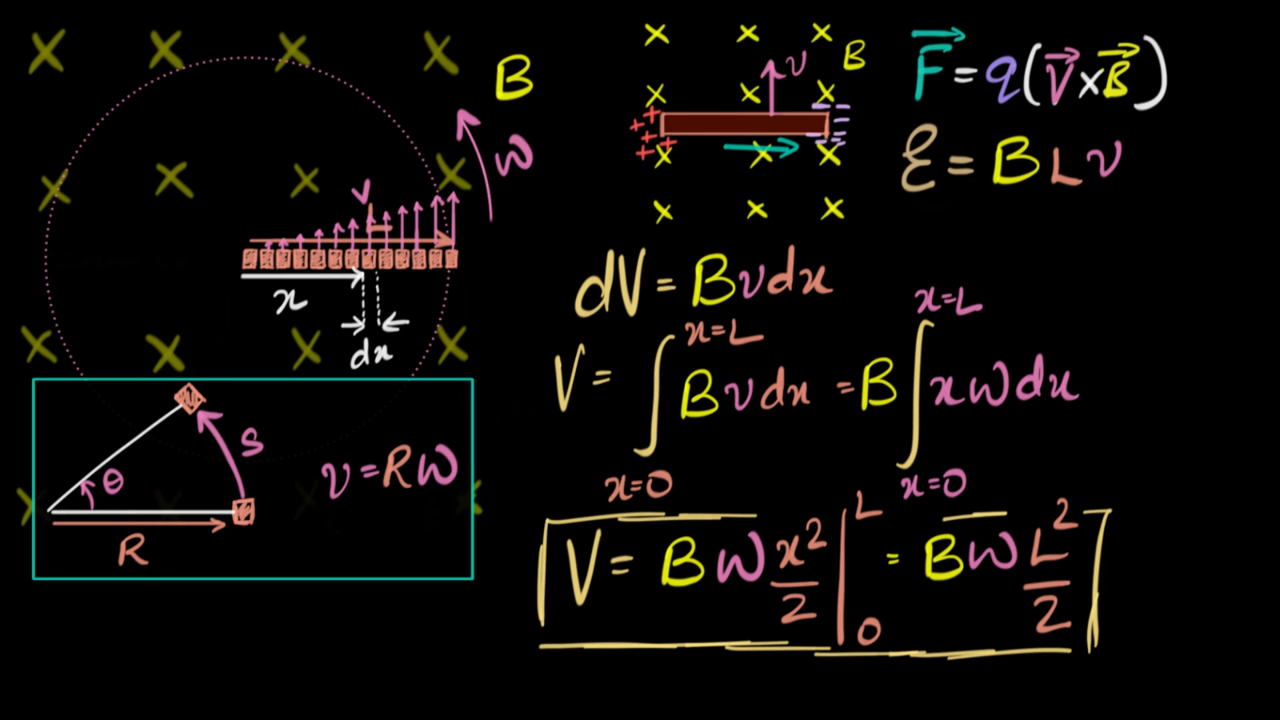 B
ω
v
L
x
dx
θ
S
R
v = Rω
B
v
+ + + + + +
− − − − − −
F = q(V × B)
ℰ = BLv
dV = Bvdx
V = ∫ x=0 x=L Bvdx = B ∫ x=0 x=L xωdx
V = Bω x²/2 | 0 L = Bω L²/2